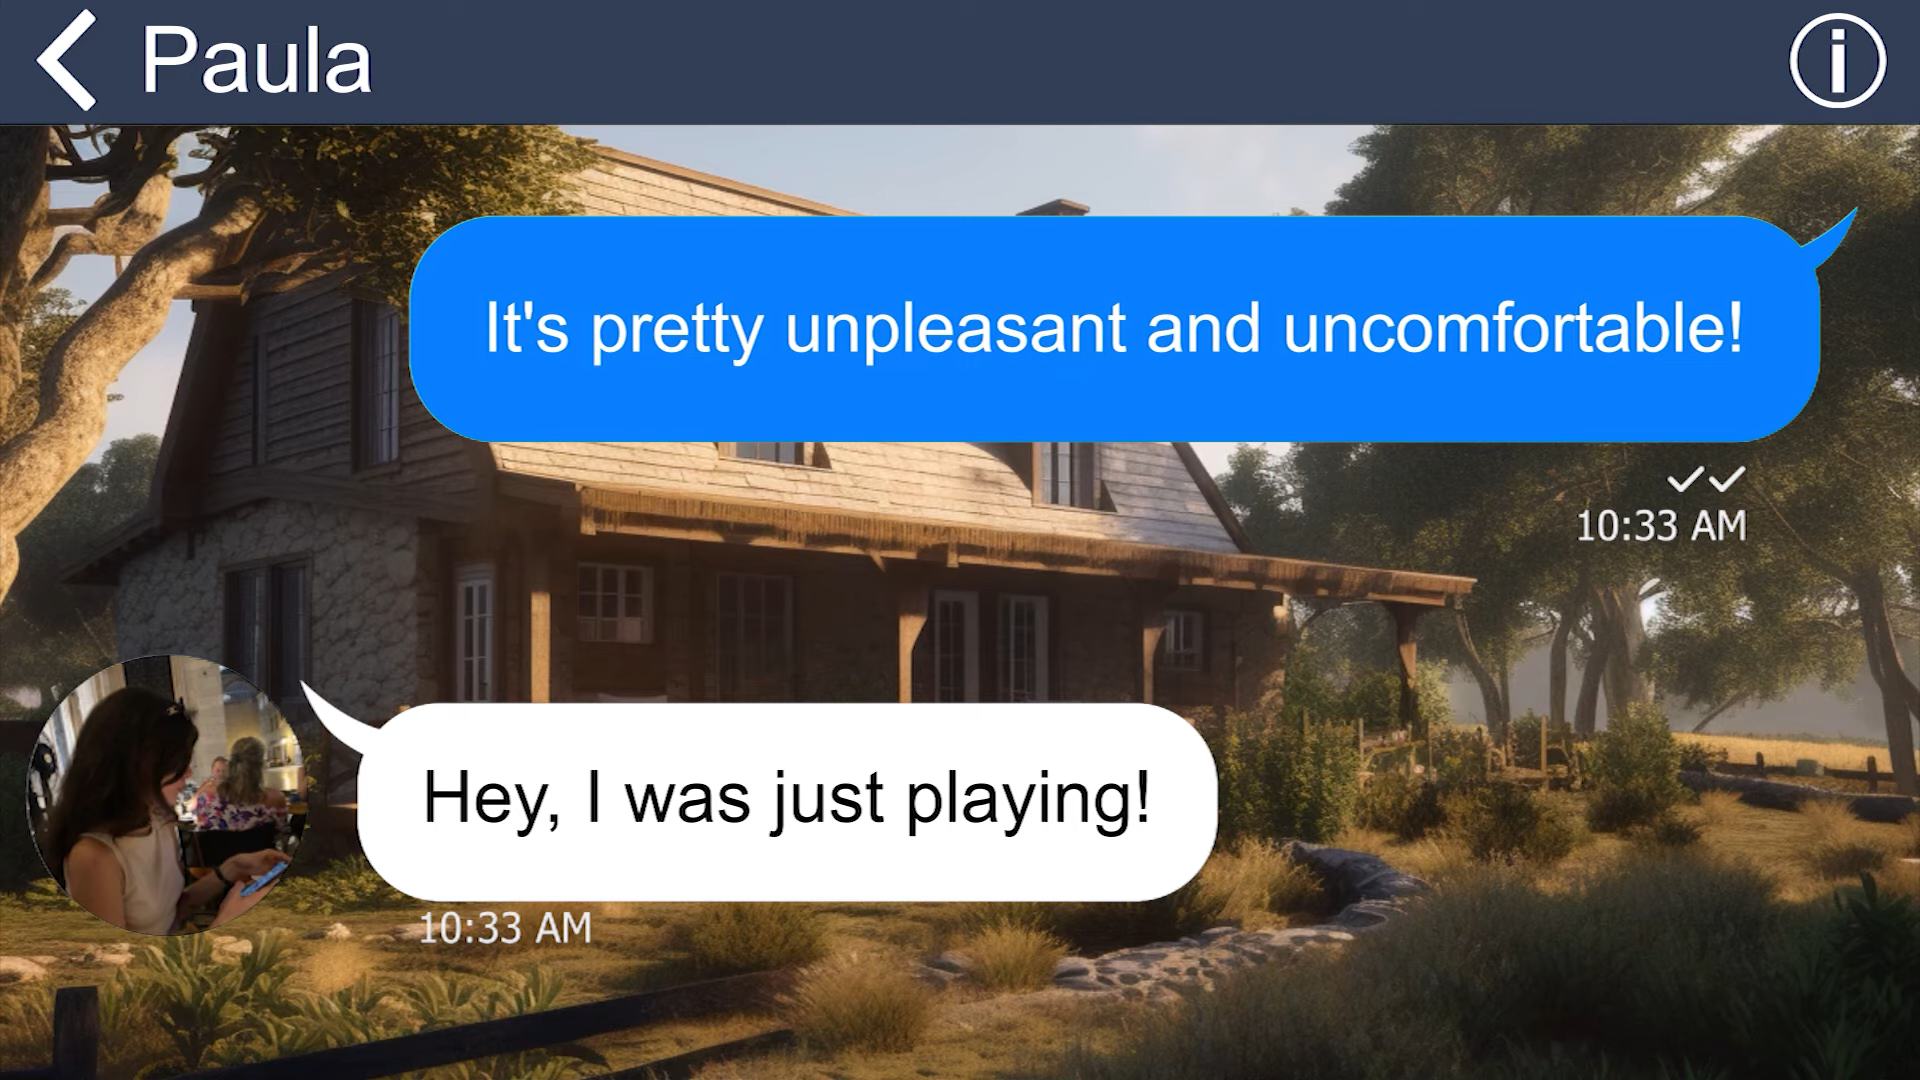 Paula
It's pretty unpleasant and uncomfortable!
10:33 AM
Hey, I was just playing!
10:33 AM